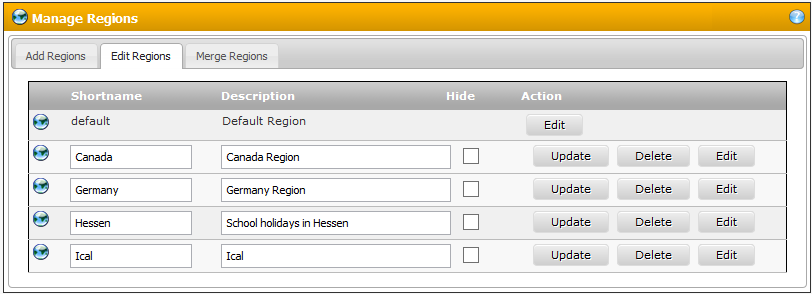 Manage Regions ?
Add Regions Edit Regions Merge Regions
Shortname Description Hide Action
default Default Region Edit
Canada Canada Region Update Delete Edit
Germany Germany Region Update Delete Edit
Hessen School holidays in Hessen Update Delete Edit
Ical Ical Update Delete Edit